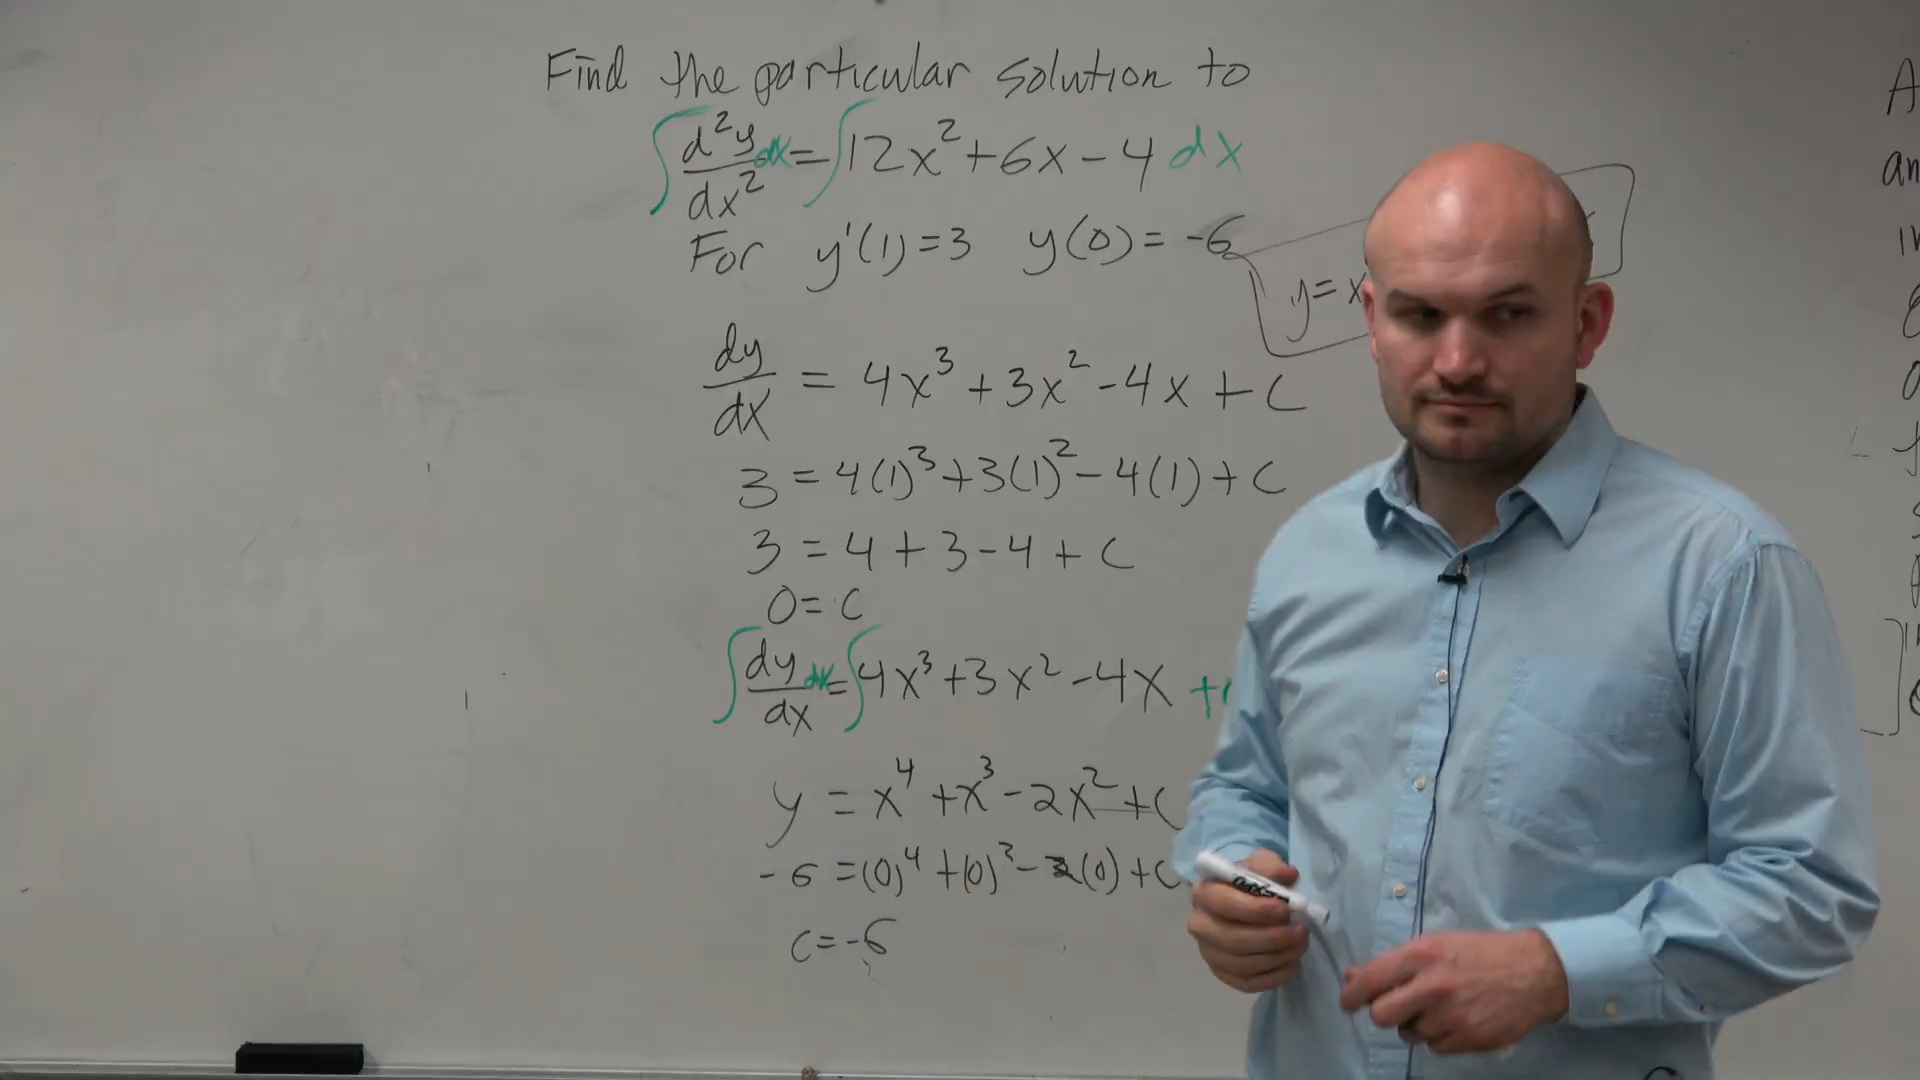 Find the particular solution to
∫ d²y/dx² dx = ∫ 12x² + 6x - 4 dx
For y'(1) = 3 y(0) = -6
y = x
dy/dx = 4x³ + 3x² - 4x + C
3 = 4(1)³ + 3(1)² - 4(1) + C
3 = 4 + 3 - 4 + C
0 = C
∫ dy/dx dx = ∫ 4x³ + 3x² - 4x +
y = x⁴ + x³ - 2x² + C
-6 = (0)⁴ + (0)³ - 2(0) + C
C = -6